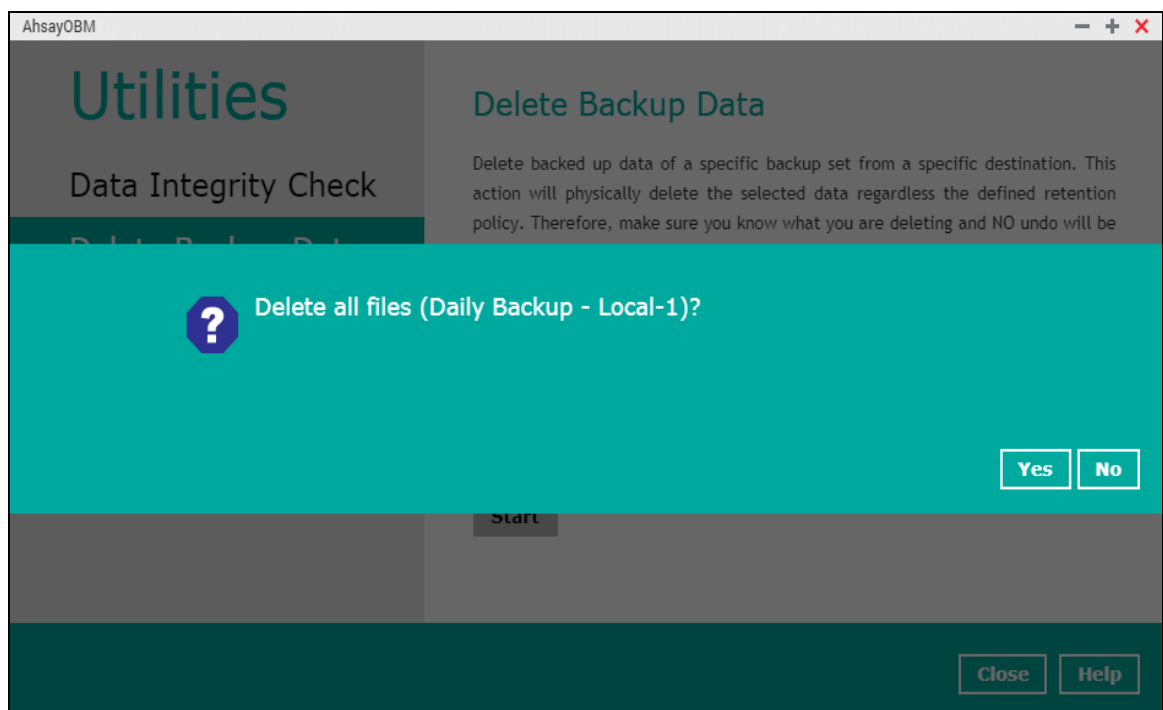 AhsayOBM
Utilities
Data Integrity Check
Delete Backup Data
Delete backed up data of a specific backup set from a specific destination. This
action will physically delete the selected data regardless the defined retention
policy. Therefore, make sure you know what you are deleting and NO undo will be
Delete all files (Daily Backup - Local-1)?
Yes
No
Start
Close
Help